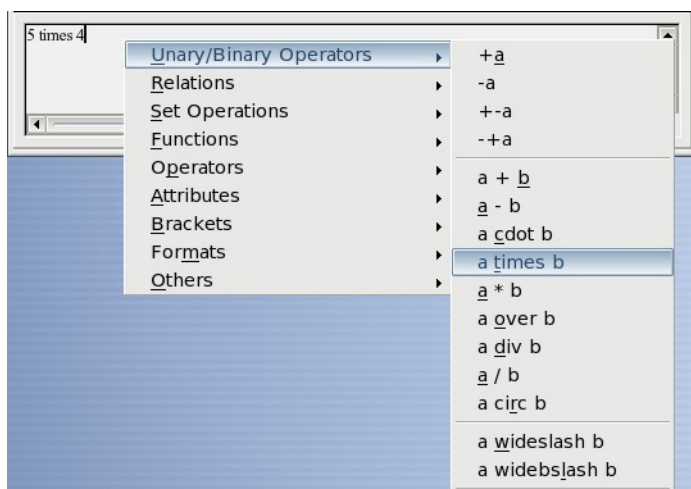 5 times 4
Unary/Binary Operators
Relations
Set Operations
Functions
Operators
Attributes
Brackets
Formats
Others
+a
-a
+-a
-+a
a + b
a - b
a cdot b
a times b
a * b
a over b
a div b
a / b
a circ b
a wideslash b
a widebslash b